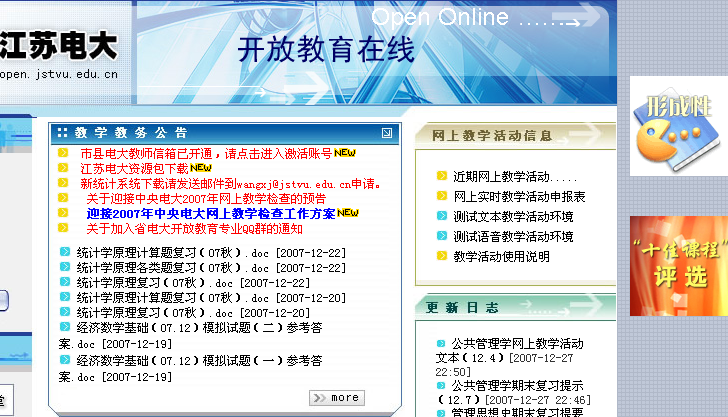 Open Online ......
江苏电大
开放教育在线
open.jstvu.edu.cn
形成性
教学教务公告
市县电大教师信箱已开通，请点击进入激活账号NEW
江苏电大资源包下载NEW
新统计系统下载请发送邮件到wangxj@jstvu.edu.cn申请。
关于迎接中央电大2007年网上教学检查的预告
迎接2007年中央电大网上教学检查工作方案NEW
关于加入省电大开放教育专业QQ群的通知
统计学原理计算题复习(07秋).doc [2007-12-22]
统计学原理各类题复习(07秋).doc [2007-12-22]
统计学原理复习(07秋).doc [2007-12-22]
统计学原理计算题复习(07秋).doc [2007-12-20]
统计学原理复习(07秋).doc [2007-12-20]
经济数学基础(07.12)模拟试题(二)参考答
案.doc [2007-12-19]
经济数学基础(07.12)模拟试题(一)参考答
案.doc [2007-12-19]
more
网上教学活动信息
近期网上教学活动.....
网上实时教学活动申报表
测试文本教学活动环境
测试语音教学活动环境
教学活动使用说明
更新日志
公共管理学网上教学活动
文本(12.4)[2007-12-27
22:50]
公共管理学期末复习提示
(12.7)[2007-12-27 22:46]
管理思想史期末复习提要
"十佳课程"
评选